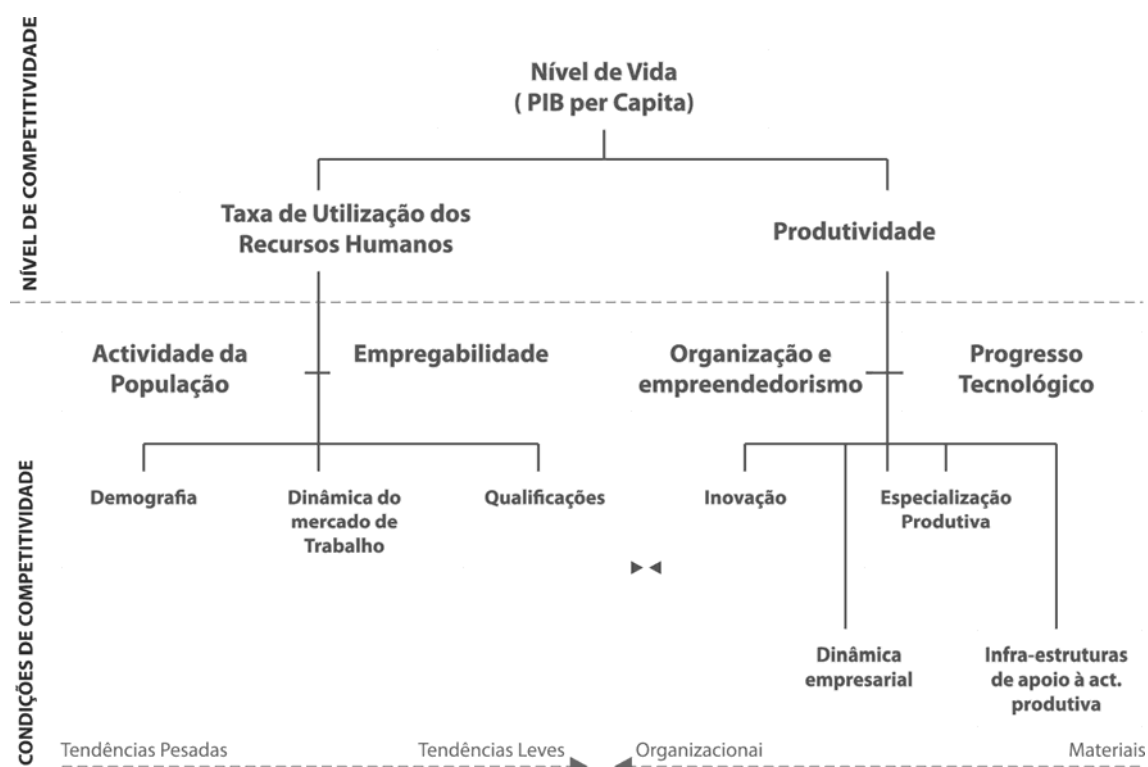 NÍVEL DE COMPETITIVIDADE
Nível de Vida
( PIB per Capita)
Taxa de Utilização dos
Recursos Humanos
Produtividade
CONDIÇÕES DE COMPETITIVIDADE
Actividade da
População
Empregabilidade
Organização e
empreendedorismo
Progresso
Tecnológico
Demografia
Dinâmica do
mercado de
Trabalho
Qualificações
Inovação
Especialização
Produtiva
Dinâmica
empresarial
Infra-estruturas
de apoio à act.
produtiva
Tendências Pesadas
Tendências Leves
Organizacionai
Materiais